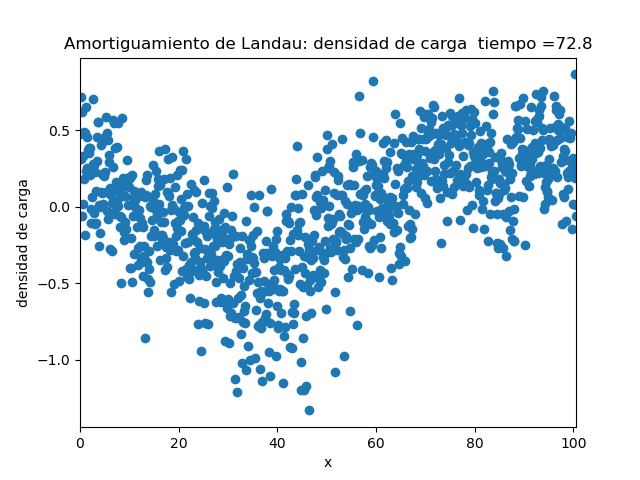 Amortiguamiento de Landau: densidad de carga  tiempo =72.8
densidad de carga
0.5
0.0
−0.5
−1.0
0 20 40 60 80 100
x